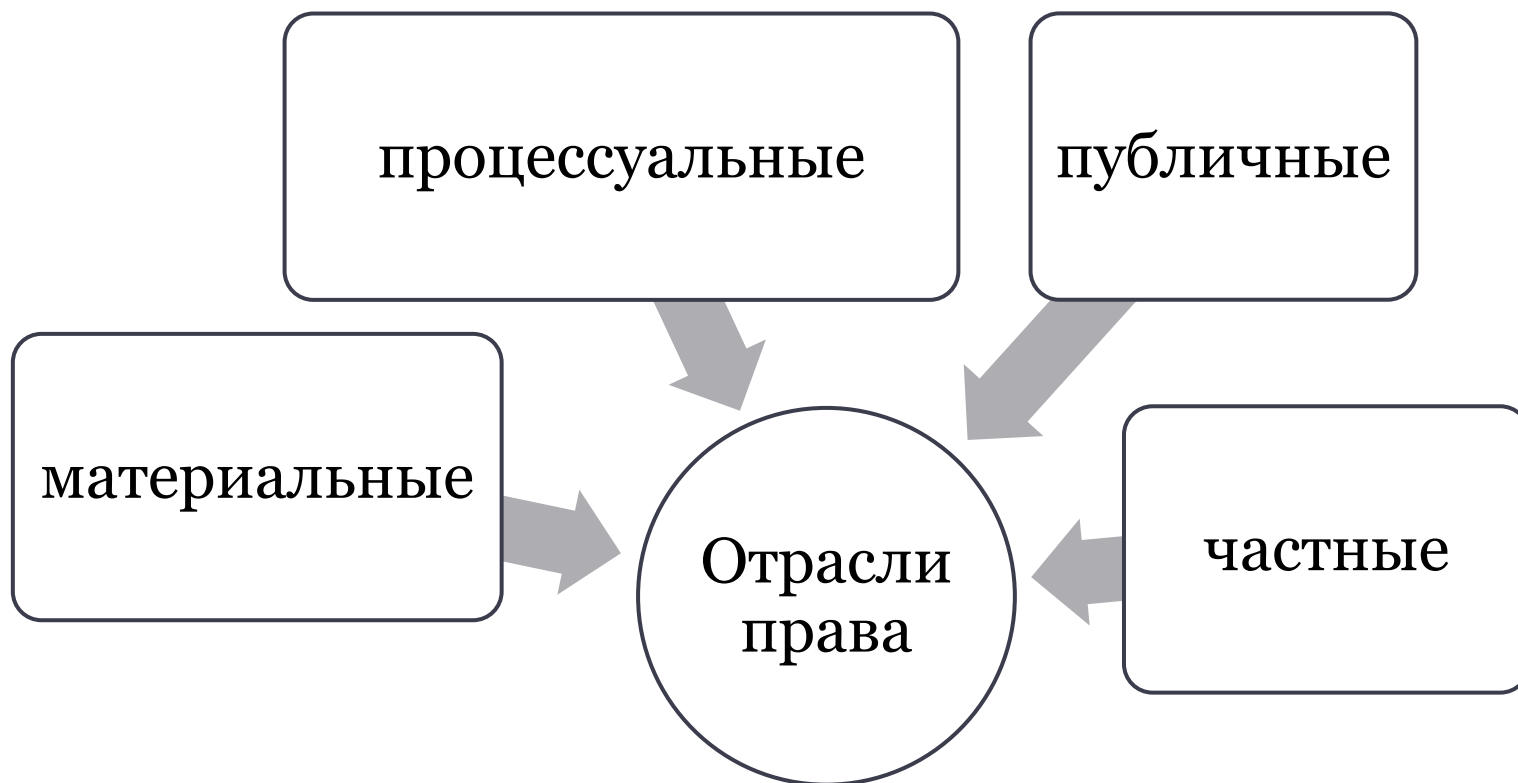 процессуальные
публичные
материальные
частные
Отрасли
права